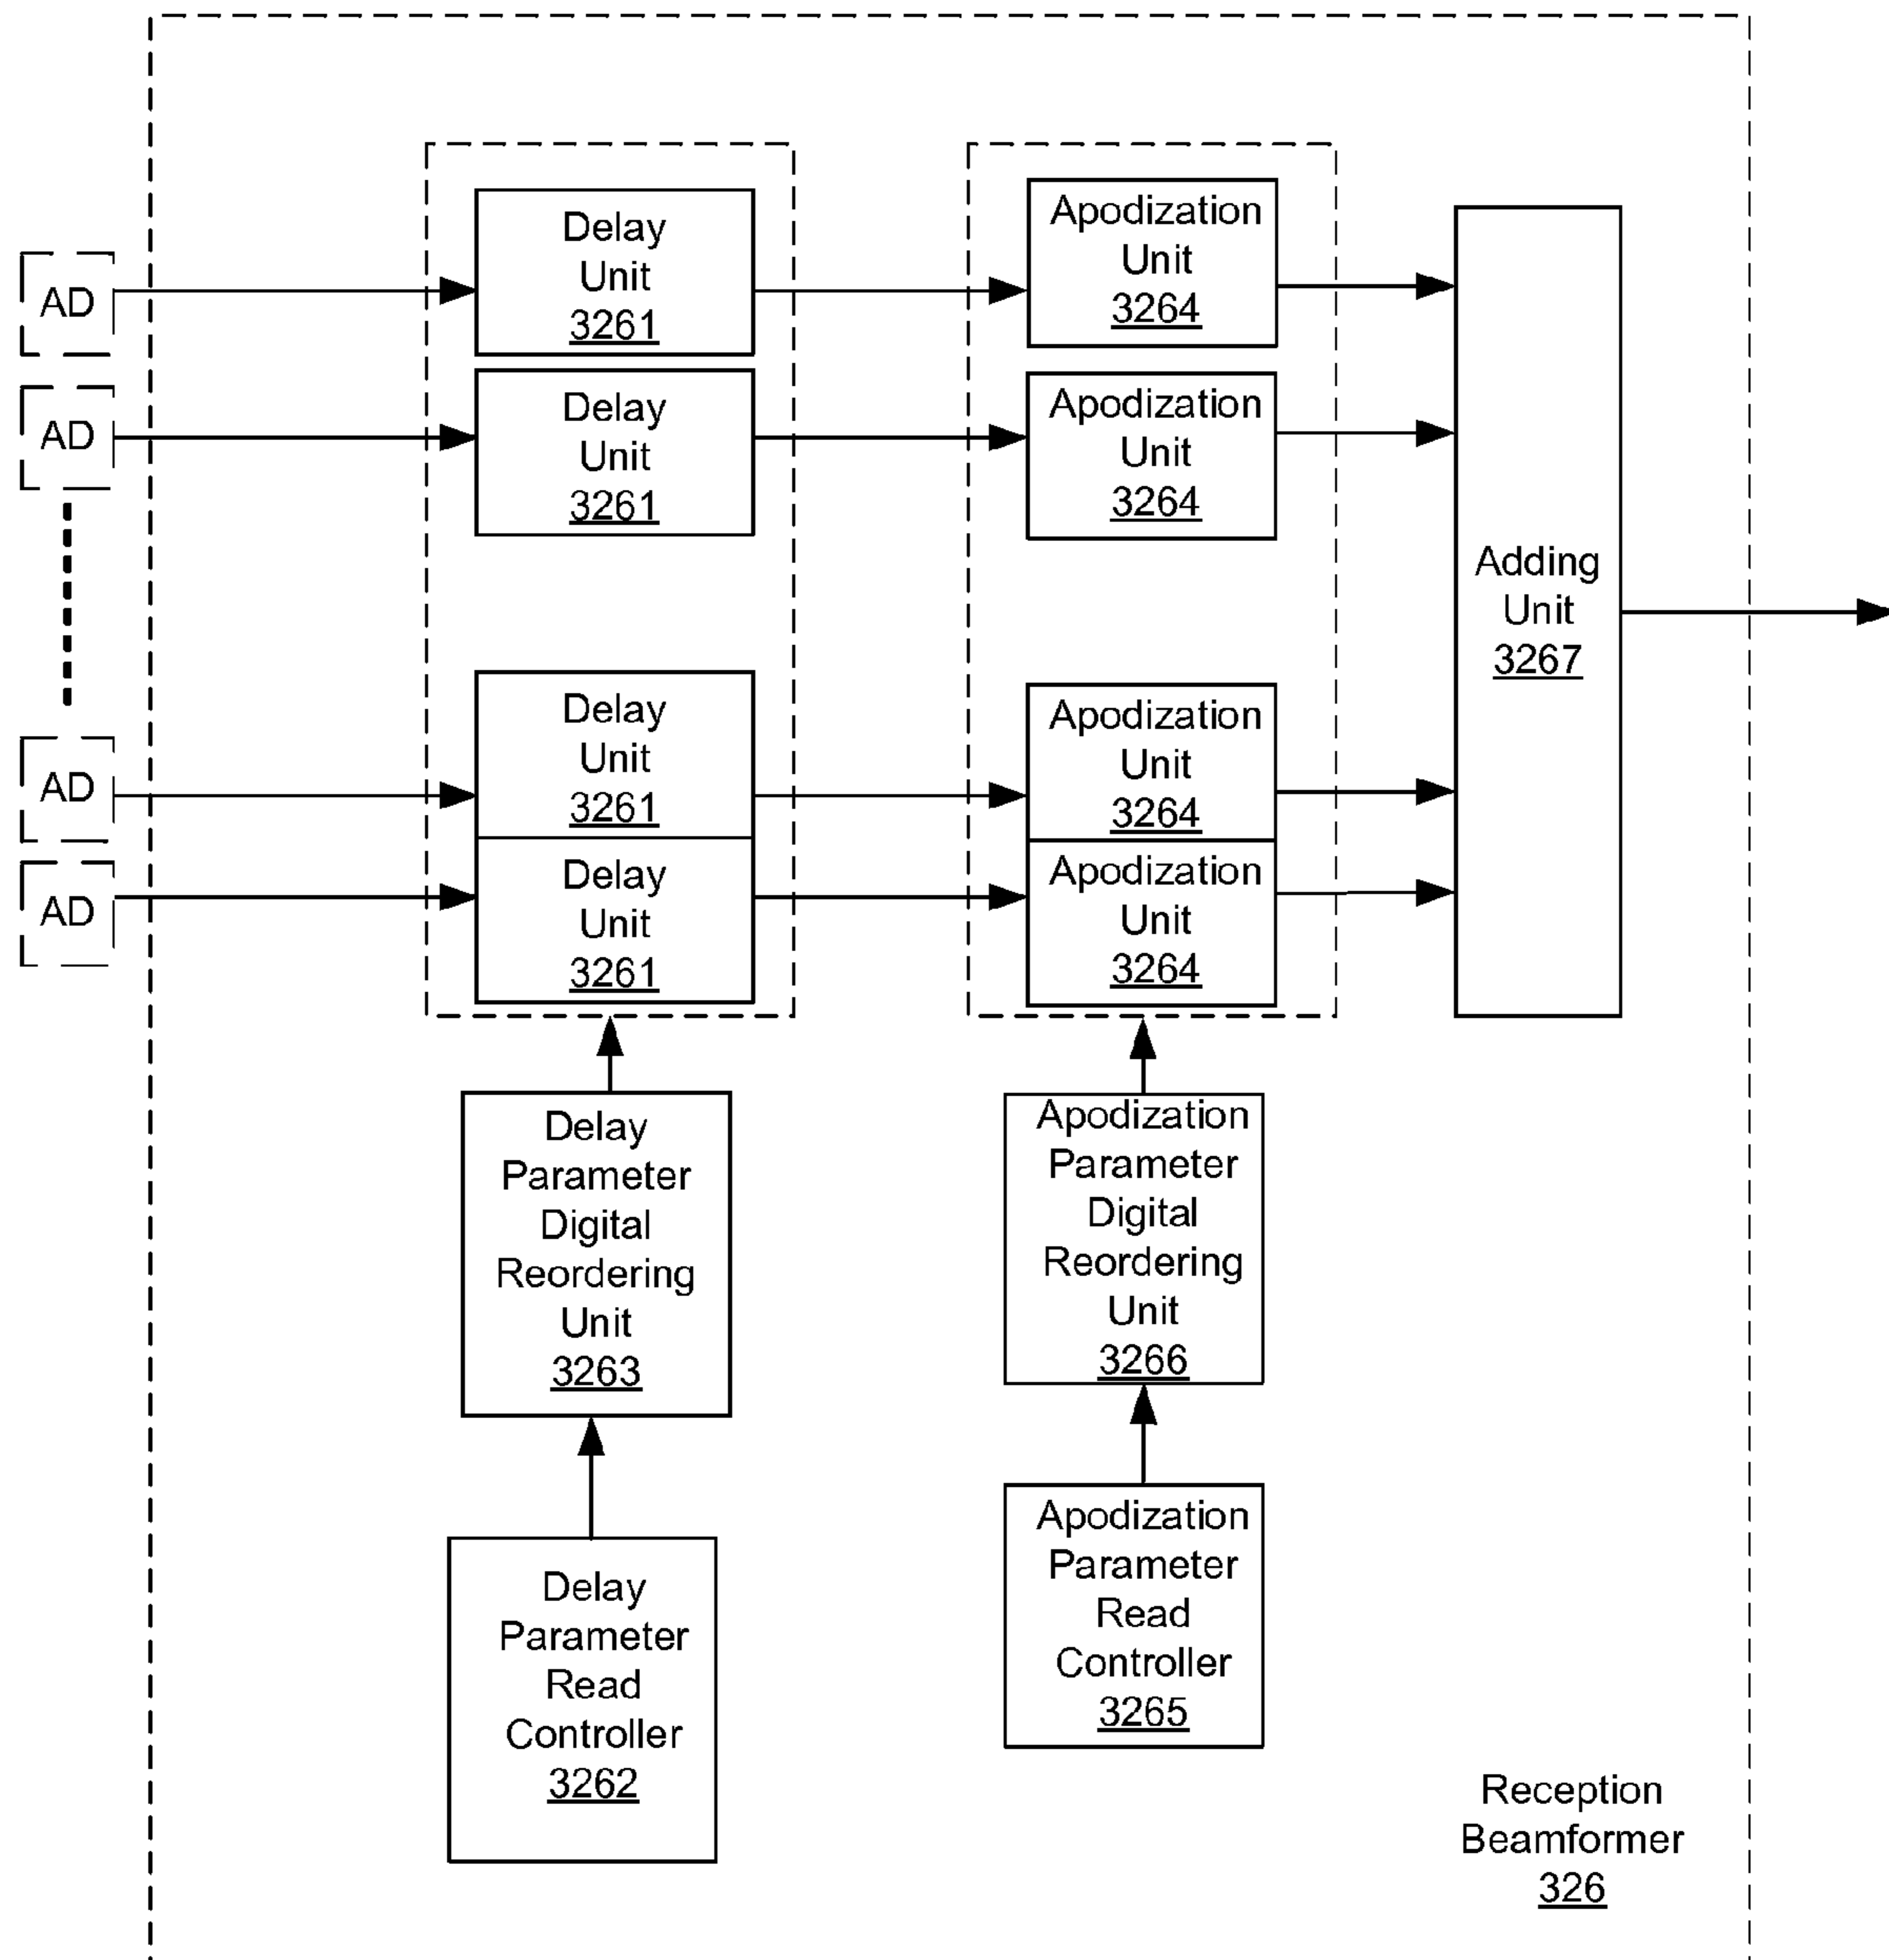 AD
Delay
Unit
3261
Apodization
Unit
3264
AD
Delay
Unit
3261
Apodization
Unit
3264
Adding
Unit
3267
AD
Delay
Unit
3261
Apodization
Unit
3264
AD
Delay
Unit
3261
Apodization
Unit
3264
Delay
Parameter
Digital
Reordering
Unit
3263
Apodization
Parameter
Digital
Reordering
Unit
3266
Delay
Parameter
Read
Controller
3262
Apodization
Parameter
Read
Controller
3265
Reception
Beamformer
326